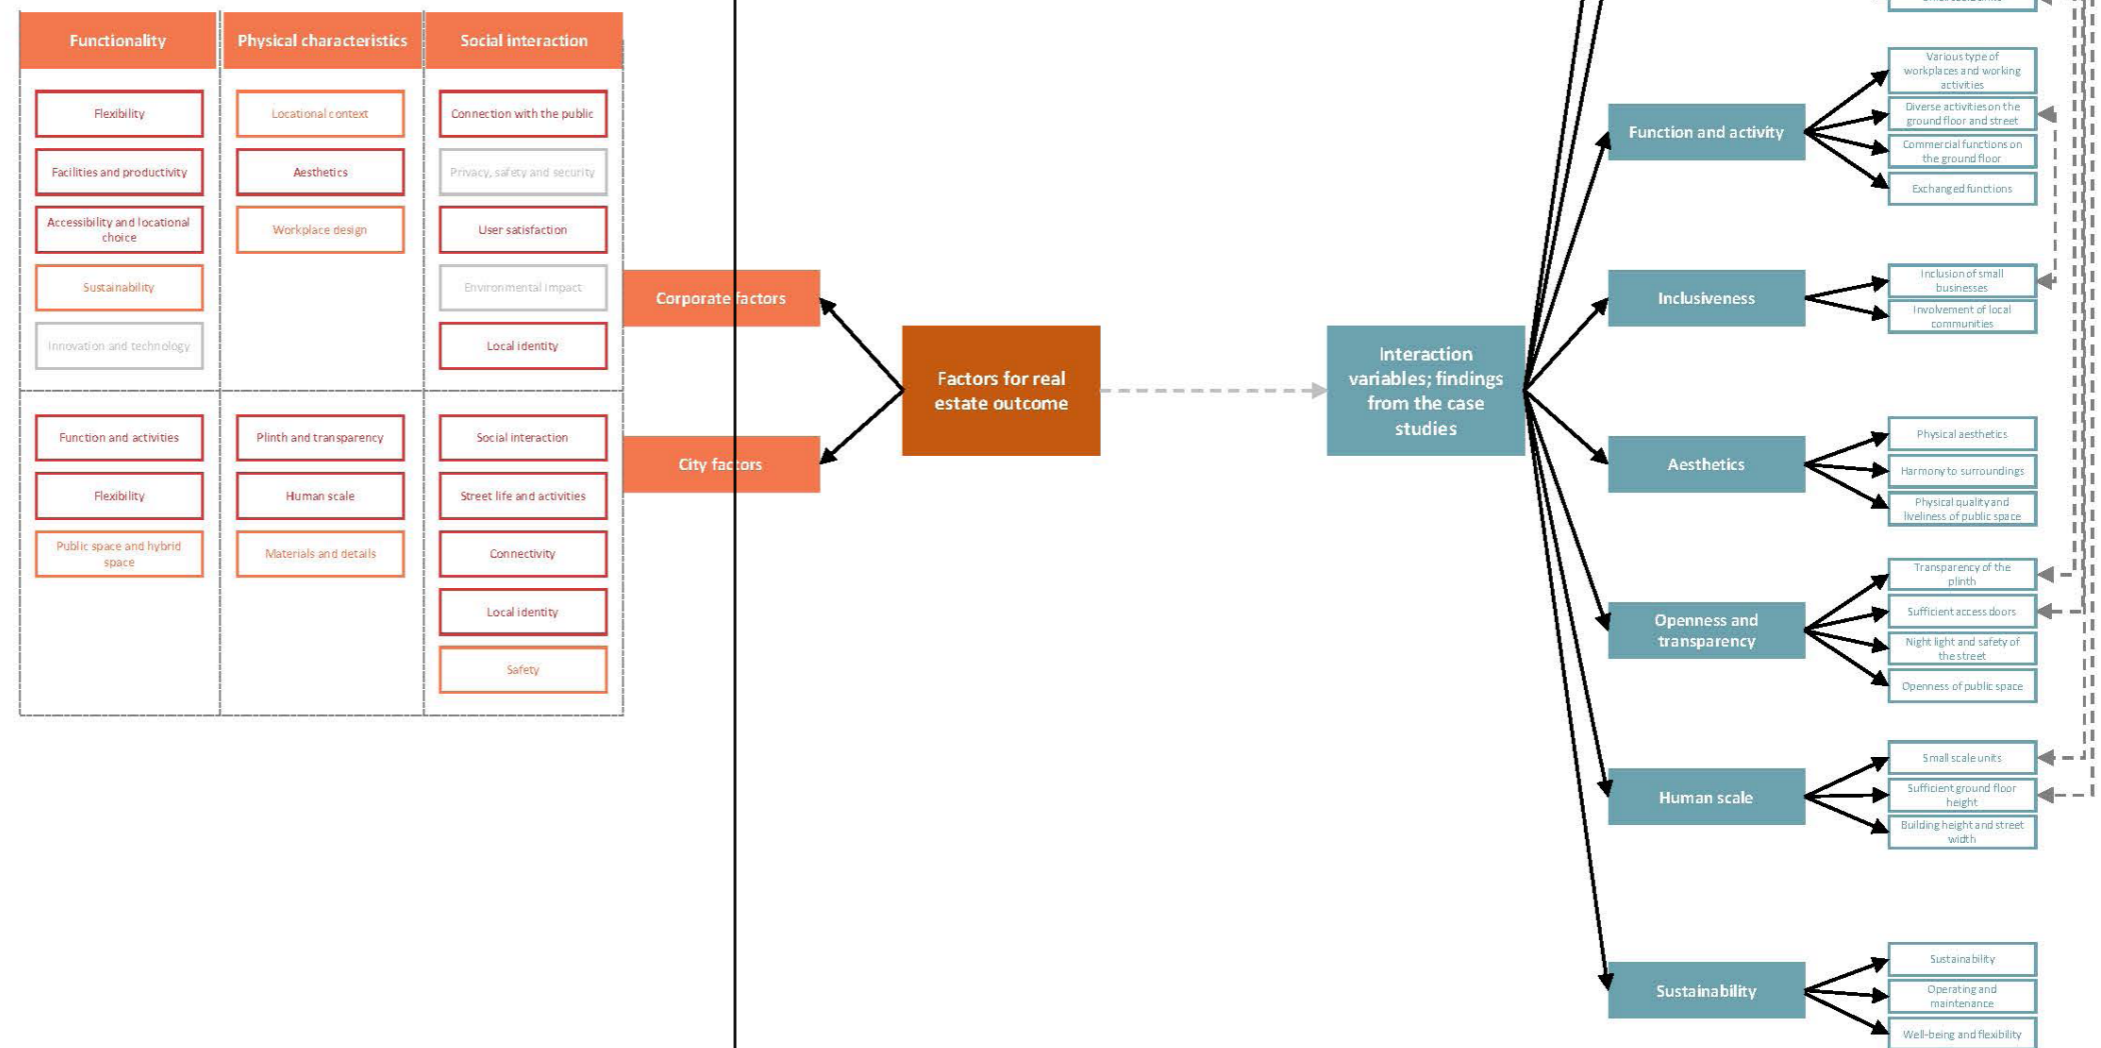 Functionality
Physical characteristics
Social interaction
Flexibility
Locational context
Connection with the public
Facilities and productivity
Aesthetics
Privacy, safety and security
Accessibility and locational
choice
Workplace design
User satisfaction
Sustainability
Environmental impact
Innovation and technology
Local identity
Function and activities
Plinth and transparency
Social interaction
Flexibility
Human scale
Street life and activities
Public space and hybrid
space
Materials and details
Connectivity
Local identity
Safety
Corporate factors
City factors
Factors for real
estate outcome
Interaction
variables; findings
from the case
studies
Function and activity
Various type of
workplaces and working
activities
Diverse activities on the
ground floor and street
Commercial functions on
the ground floor
Exchanged functions
Inclusiveness
Inclusion of small
businesses
Involvement of local
communities
Aesthetics
Physical aesthetics
Harmony to surroundings
Physical quality and
liveliness of public space
Openness and
transparency
Transparency of the
plinth
Sufficient access doors
Night light and safety of
the street
Openness of public space
Human scale
Small scale units
Sufficient ground floor
height
Building height and street
width
Sustainability
Sustainability
Operating and
maintenance
Well-being and flexibility